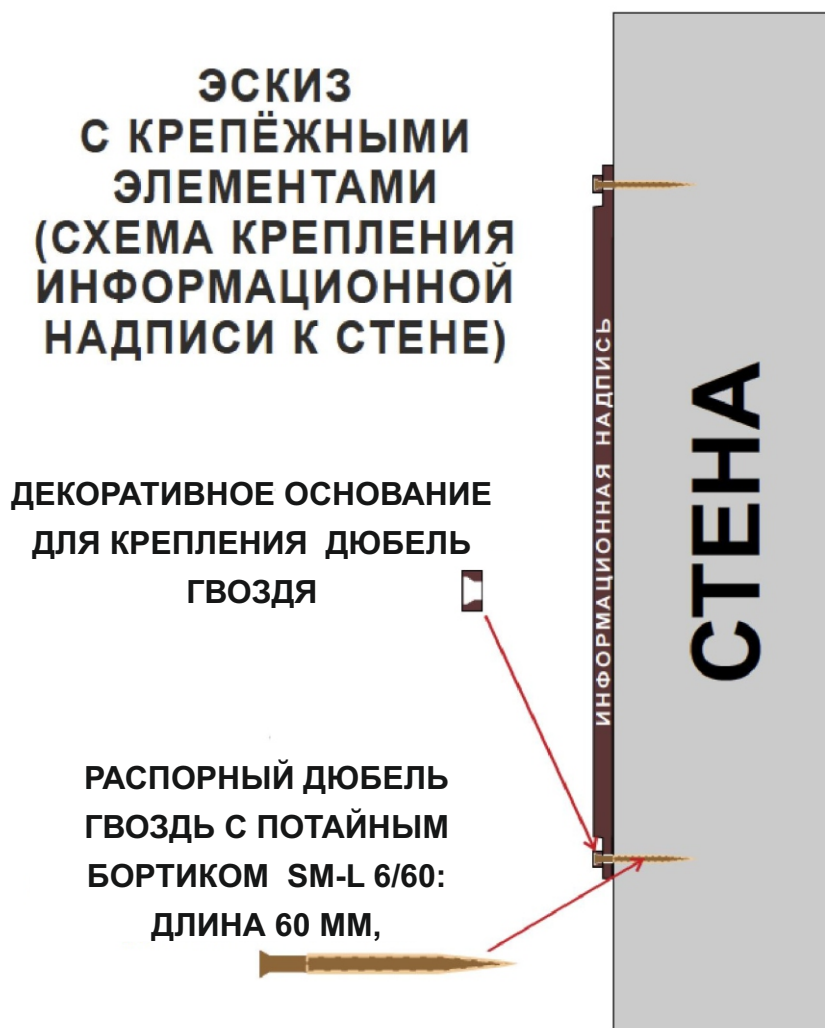 ЭСКИЗ
С КРЕПЁЖНЫМИ
ЭЛЕМЕНТАМИ
(СХЕМА КРЕПЛЕНИЯ
ИНФОРМАЦИОННОЙ
НАДПИСИ К СТЕНЕ)
ДЕКОРАТИВНОЕ ОСНОВАНИЕ
ДЛЯ КРЕПЛЕНИЯ ДЮБЕЛЬ
ГВОЗДЯ
РАСПОРНЫЙ ДЮБЕЛЬ
ГВОЗДЬ С ПОТАЙНЫМ
БОРТИКОМ SM-L 6/60:
ДЛИНА 60 ММ,
ИНФОРМАЦИОННАЯ НАДПИСЬ
СТЕНА